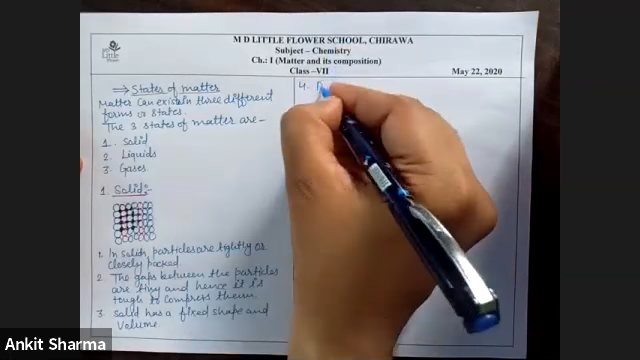 M D LITTLE FLOWER SCHOOL, CHIRAWA
Subject – Chemistry
Ch.: I (Matter and its composition)
Class –VII
May 22, 2020
⇒ States of matter
Matter can exist in three different
forms or states.
The 3 states of matter are –
1. Solid
2. Liquids
3. Gases
1. Solid:-
1. In solids particles are tightly or
closely packed
2. The gaps between the particles
are tiny and hence it is
tough to compress them.
3. Solid has a fixed shape and
volume.
4.
Ankit Sharma